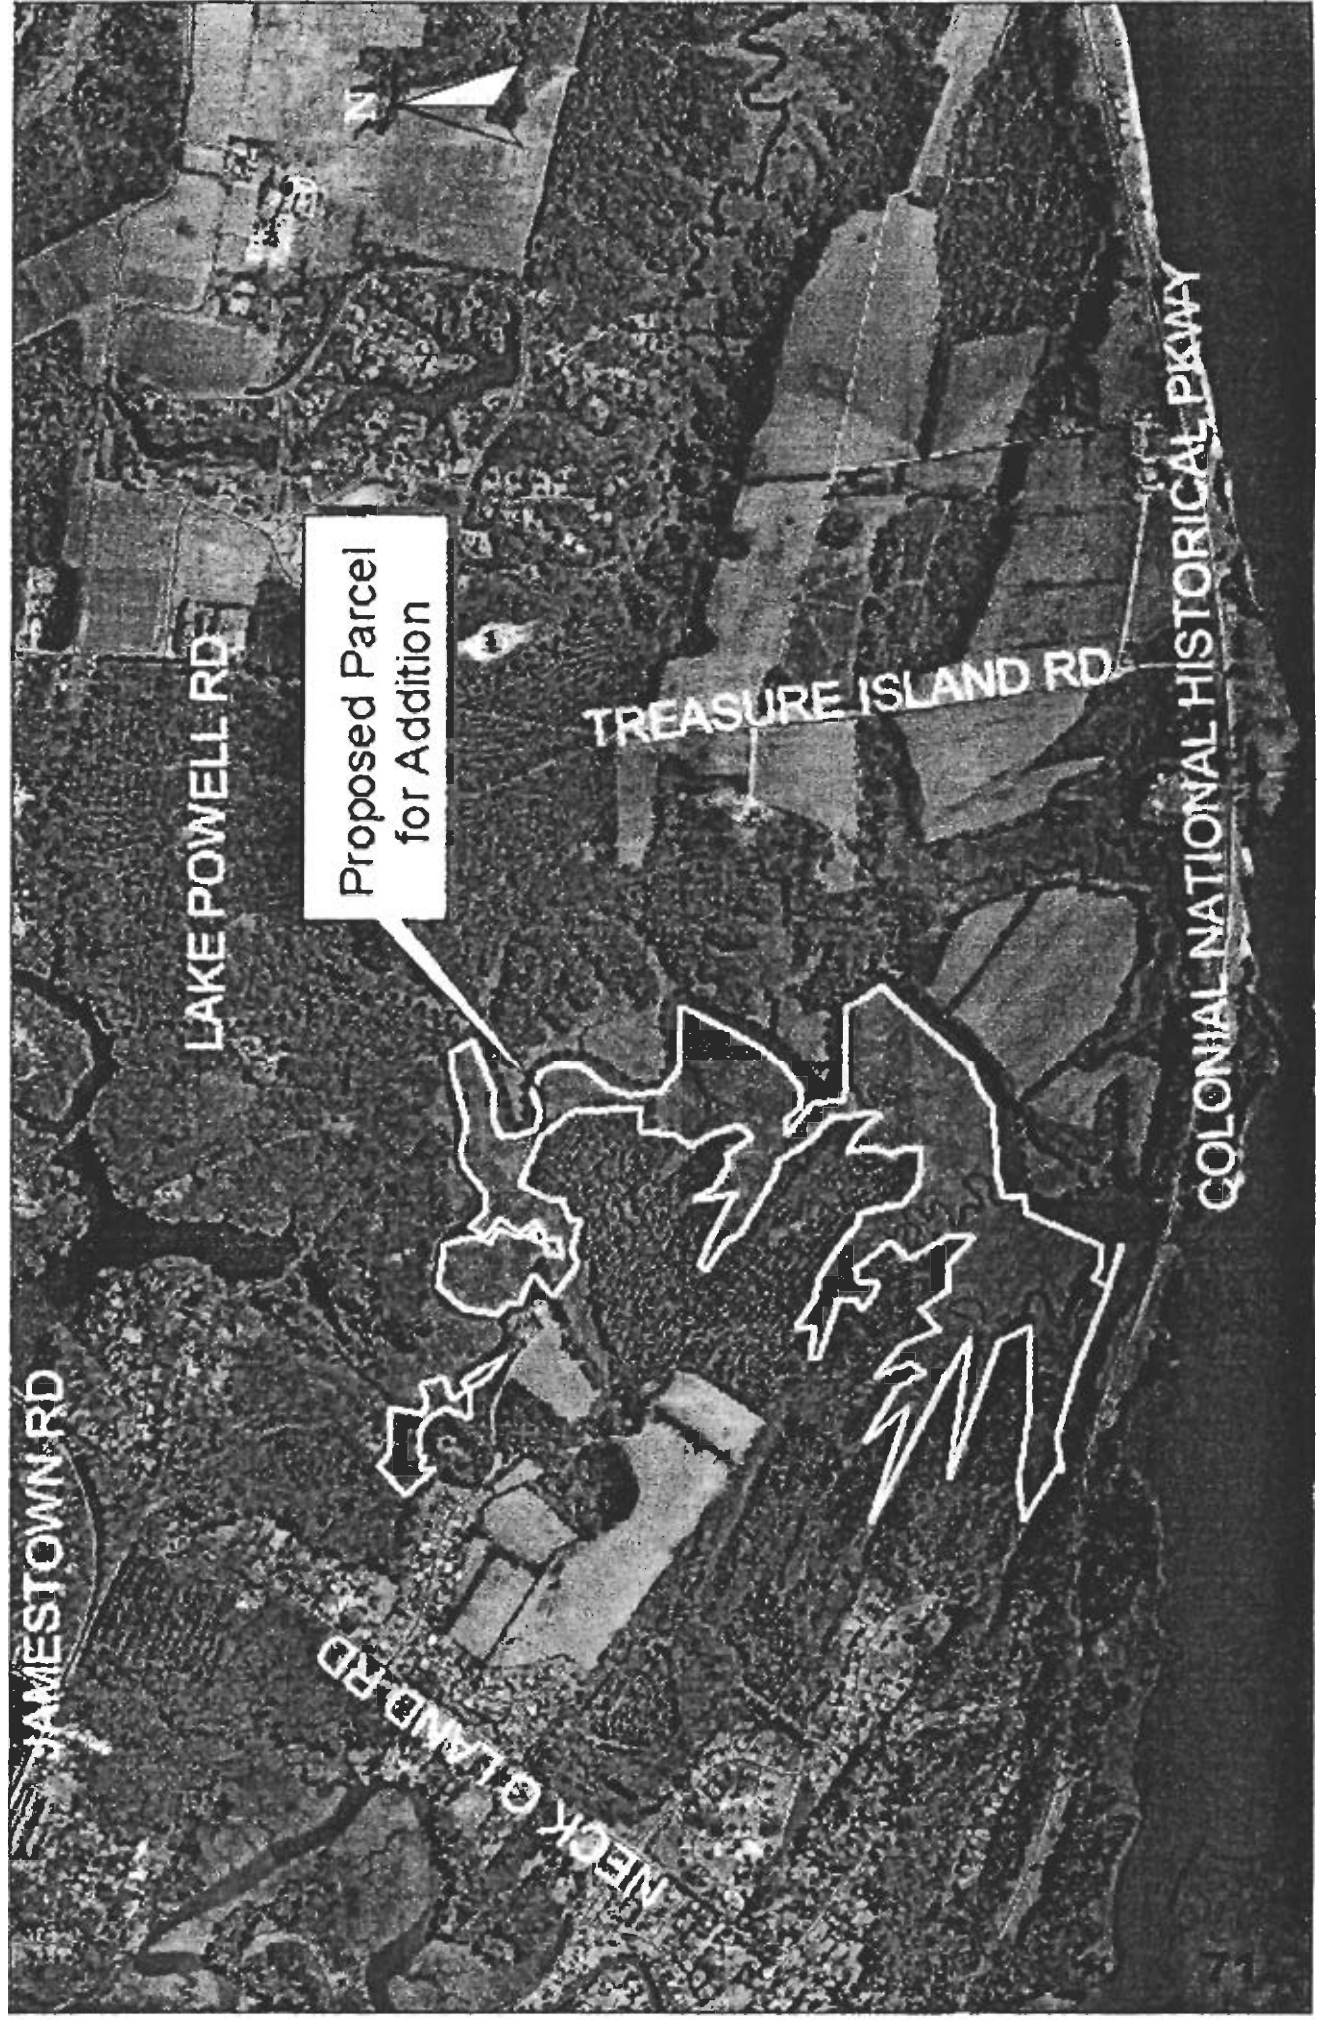 JAMESTOWN RD
LAKE POWELL RD
N
Proposed Parcel
for Addition
NECK O LAND RD
TREASURE ISLAND RD
COLONIAL NATIONAL HISTORICAL PKWY
71